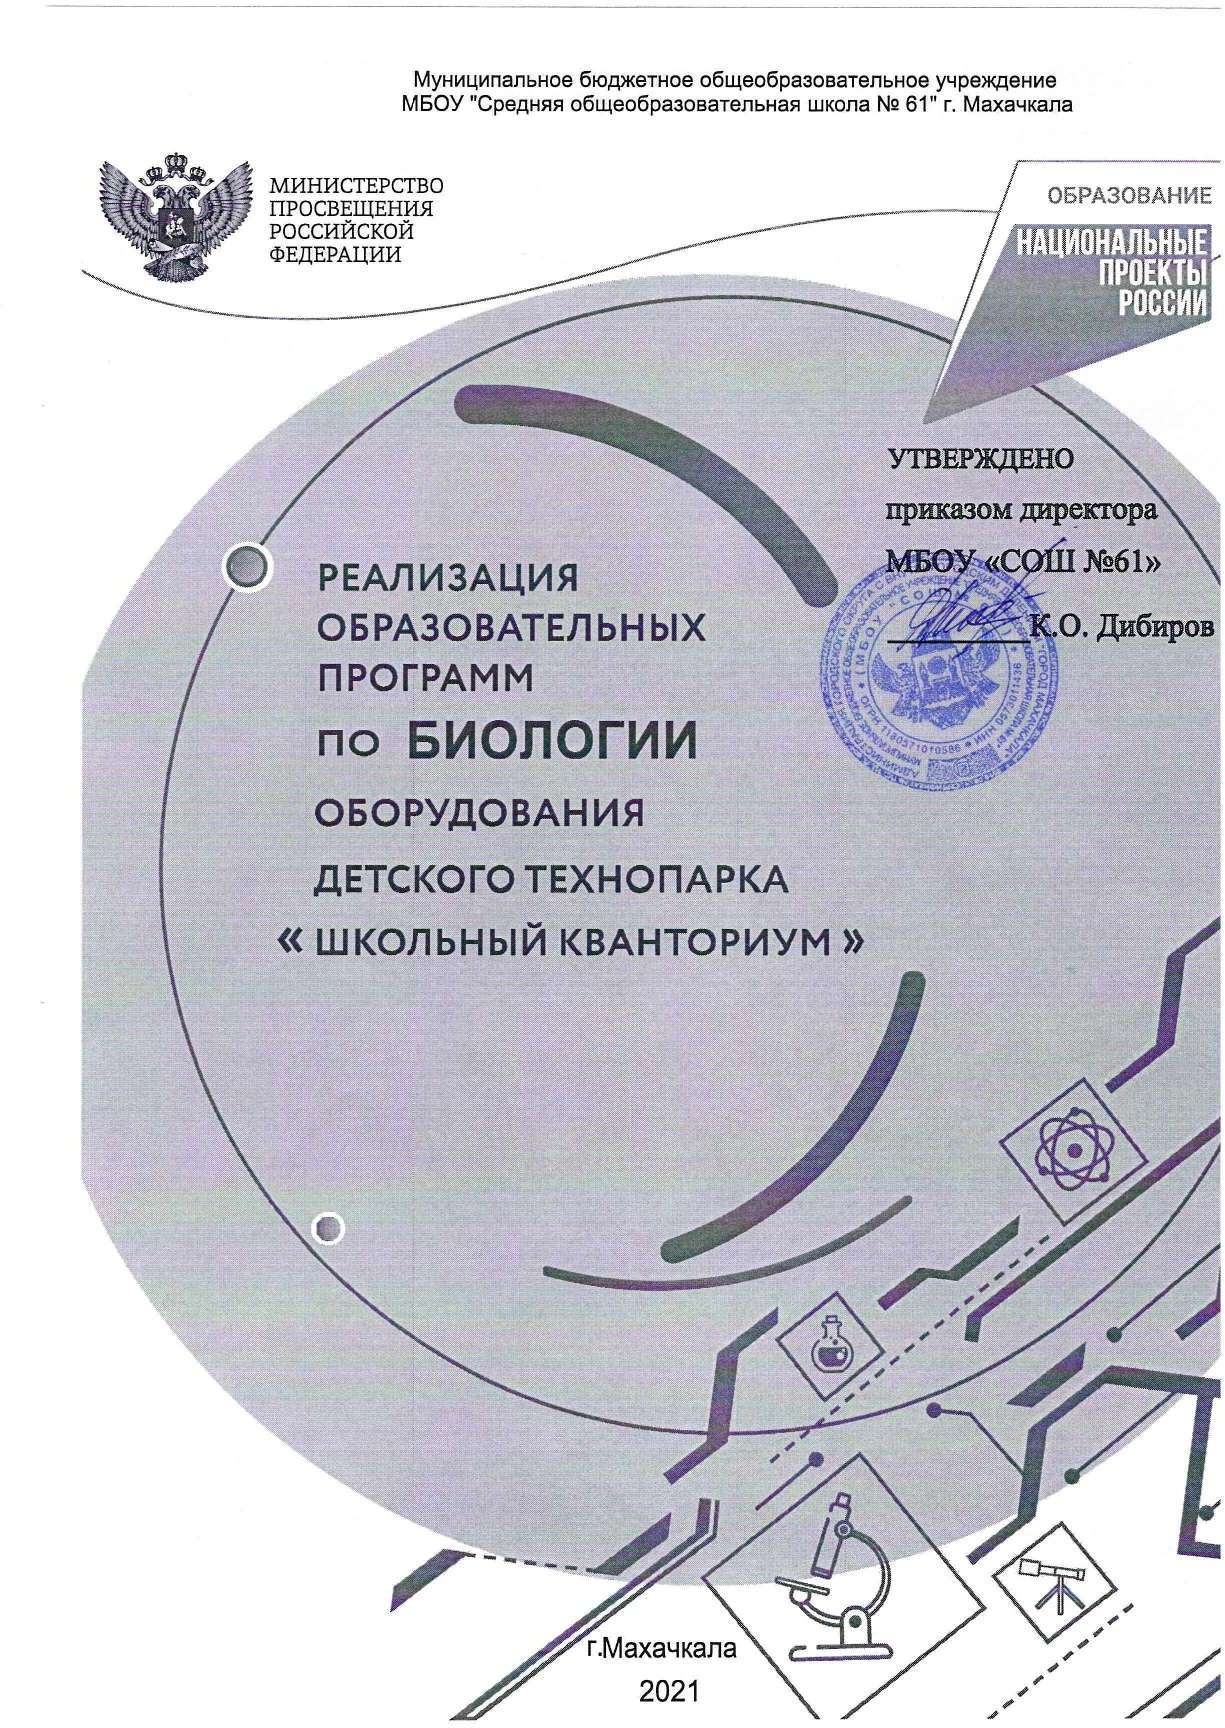 Муниципальное бюджетное общеобразовательное учреждение
МБОУ "Средняя общеобразовательная школа № 61" г. Махачкала
МИНИСТЕРСТВО
ПРОСВЕЩЕНИЯ
РОССИЙСКОЙ
ФЕДЕРАЦИИ
ОБРАЗОВАНИЕ
НАЦИОНАЛЬНЫЕ
ПРОЕКТЫ
РОССИИ
УТВЕРЖДЕНО
приказом директора
МБОУ «СОШ №61»
К.О. Дибиров
РЕАЛИЗАЦИЯ
ОБРАЗОВАТЕЛЬНЫХ
ПРОГРАММ
ПО БИОЛОГИИ
ОБОРУДОВАНИЯ
ДЕТСКОГО ТЕХНОПАРКА
« ШКОЛЬНЫЙ КВАНТОРИУМ »
г.Махачкала
2021